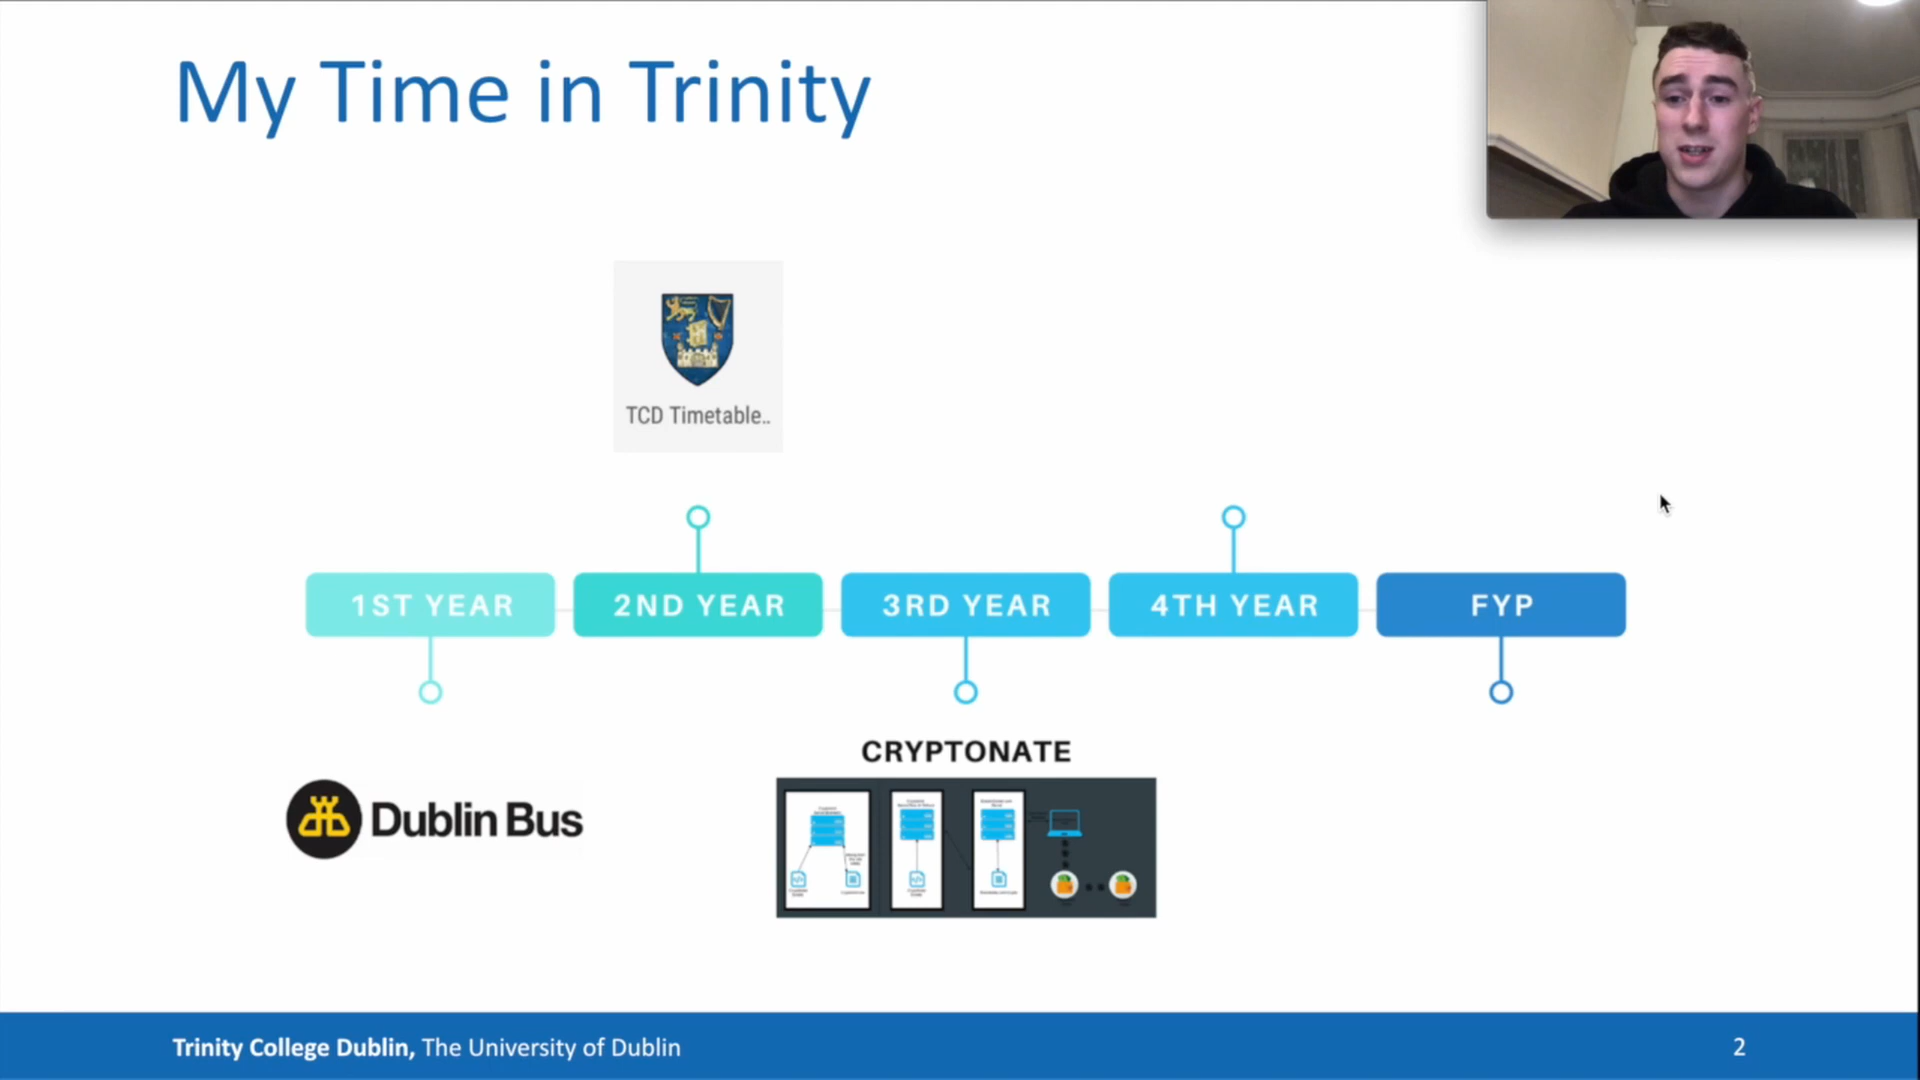 My Time in Trinity
TCD Timetable..
1ST YEAR
2ND YEAR
3RD YEAR
4TH YEAR
FYP
CRYPTONATE
Dublin Bus
Trinity College Dublin, The University of Dublin
2